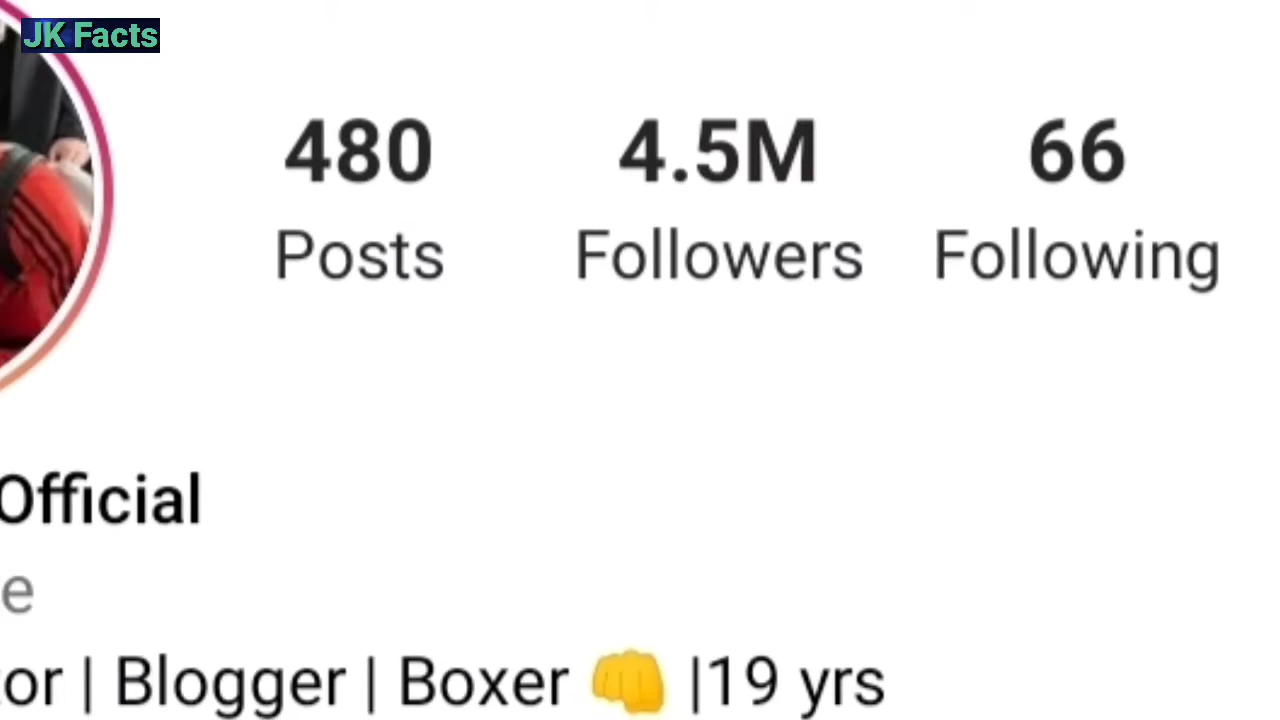 JK Facts
480 4.5M 66
Posts Followers Following
Official
e
or | Blogger | Boxer 👊 |19 yrs